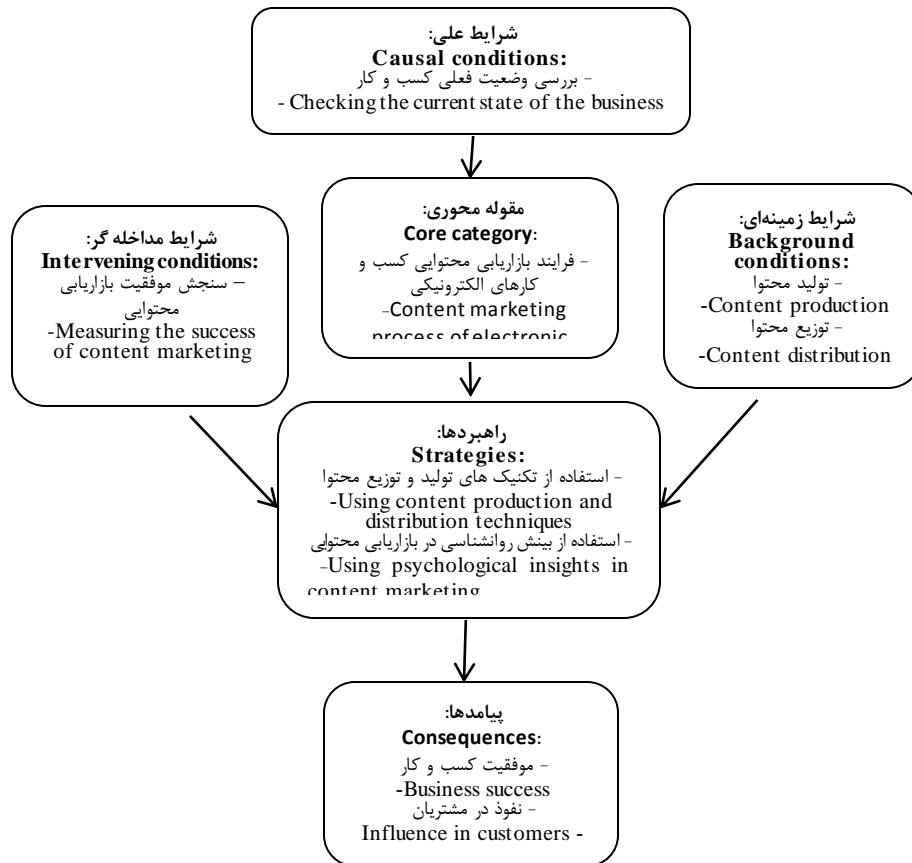 شرایط علی:
Causal conditions:
- بررسی وضعیت فعلی کسب و کار
- Checking the current state of the business
مقوله محوری:
Core category:
- فرایند بازاریابی محتوایی کسب و
کارهای الکترونیکی
-Content marketing
process of electronic
شرایط مداخله گر:
Intervening conditions:
– سنجش موفقیت بازاریابی
محتوایی
-Measuring the success
of content marketing
شرایط زمینه‌ای:
Background
conditions:
- تولید محتوا
-Content production
- توزیع محتوا
-Content distribution
راهبردها:
Strategies:
- استفاده از تکنیک های تولید و توزیع محتوا
-Using content production and
distribution techniques
- استفاده از بینش روانشناسی در بازاریابی محتوایی
-Using psychological insights in
content marketing
پیامدها:
Consequences:
- موفقیت کسب و کار
-Business success
- نفوذ در مشتریان
Influence in customers -